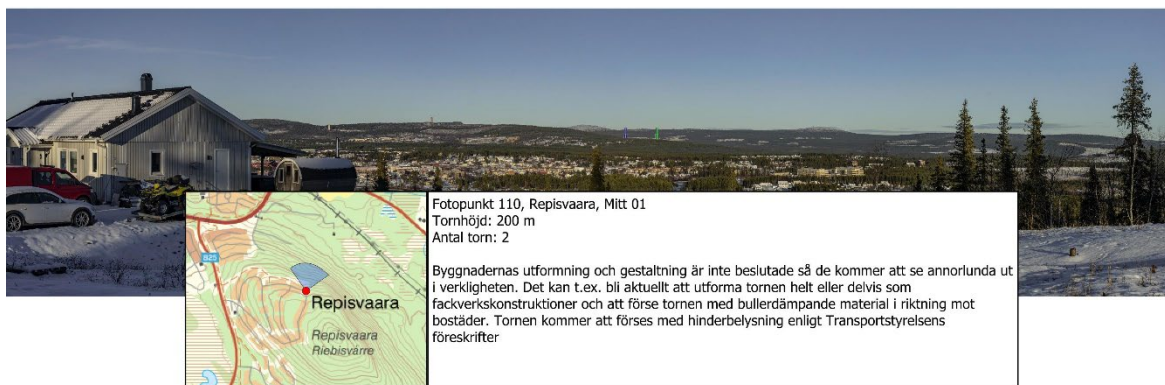 Fotopunkt 110, Repisvaara, Mitt 01
Tornhöjd: 200 m
Antal torn: 2
Byggnadernas utformning och gestaltning är inte beslutade så de kommer att se annorlunda ut
i verkligheten. Det kan t.ex. bli aktuellt att utforma tornen helt eller delvis som
fackverkskonstruktioner och att förse tornen med bullerdämpande material i riktning mot
bostäder. Tornen kommer att förses med hinderbelysning enligt Transportstyrelsens
föreskrifter
825
Repisvaara
Repisvaara
Riebisvárre